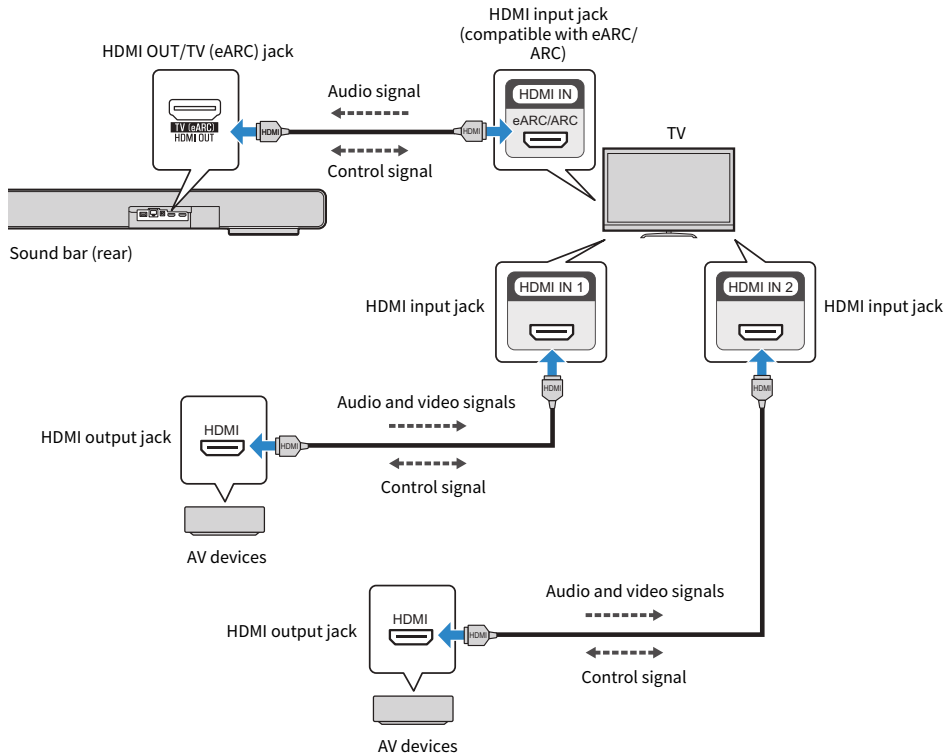 HDMI input jack
(compatible with eARC/
ARC)
HDMI OUT/TV (eARC) jack
TV (eARC)
HDMI OUT
Audio signal
HDMI
HDMI
Control signal
HDMI IN
eARC/ARC
TV
Sound bar (rear)
HDMI input jack
HDMI IN 1
HDMI IN 2
HDMI input jack
HDMI
HDMI
HDMI output jack
HDMI
HDMI
Audio and video signals
Control signal
AV devices
HDMI output jack
HDMI
HDMI
Audio and video signals
Control signal
AV devices